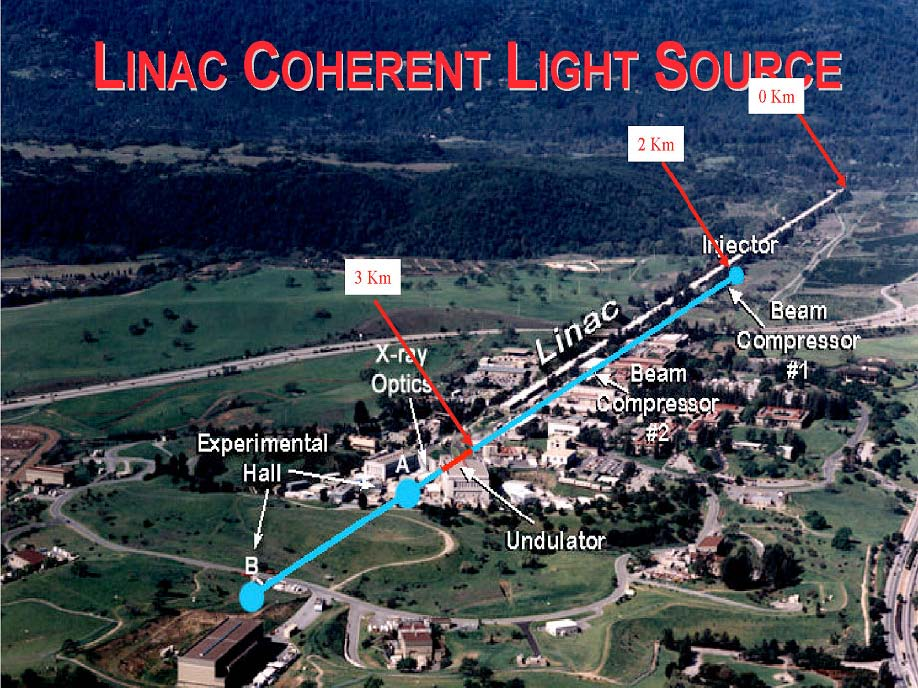 LINAC COHERENT LIGHT SOURCE
0 Km
2 Km
Injector
3 Km
Beam
Compressor
#1
Linac
X-ray
Optics
Beam
Compressor
#2
Experimental
Hall
A
Undulator
B